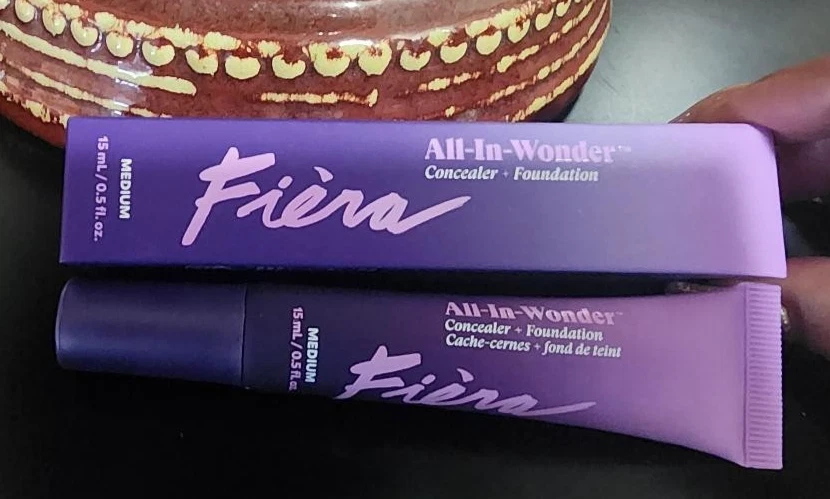 All-In-Wonder™
Concealer + Foundation
Fièra
MEDIUM
15 mL / 0.5 fl. oz.
All-In-Wonder™
Concealer + Foundation
Cache-cernes + fond de teint
Fièra
MEDIUM
15 mL / 0.5 fl. oz.